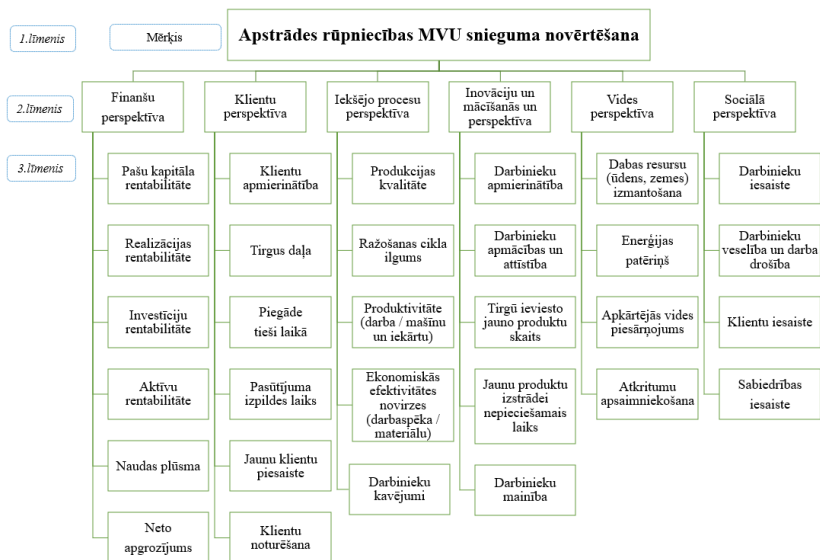 1.līmenis
Mērķis
Apstrādes rūpniecības MVU snieguma novērtēšana
2.līmenis
Finanšu
perspektīva
Klientu
perspektīva
Iekšējo procesu
perspektīva
Inovāciju un
mācīšanās un
perspektīva
Vides
perspektīva
Sociālā
perspektīva
3.līmenis
Pašu kapitāla
rentabilitāte
Realizācijas
rentabilitāte
Investīciju
rentabilitāte
Aktīvu
rentabilitāte
Naudas plūsma
Neto
apgrozījums
Klientu
apmierinātība
Tirgus daļa
Piegāde
tieši laikā
Pasūtījuma
izpildes laiks
Jaunu klientu
piesaiste
Klientu
noturēšana
Produkcijas
kvalitāte
Ražošanas cikla
ilgums
Produktivitāte
(darba / mašīnu
un iekārtu)
Ekonomiskās
efektivitātes
novirzes
(darbaspēka /
materiālu)
Darbinieku
kavējumi
Darbinieku
apmierinātība
Darbinieku
apmācības un
attīstība
Tirgū ieviesto
jauno produktu
skaits
Jaunu produktu
izstrādei
nepieciešamais
laiks
Darbinieku
mainība
Dabas resursu
(ūdens, zemes)
izmantošana
Enerģijas
patēriņš
Apkārtējās vides
piesārņojums
Atkritumu
apsaimniekošana
Darbinieku
iesaiste
Darbinieku
veselība un darba
drošība
Klientu iesaiste
Sabiedrības
iesaiste